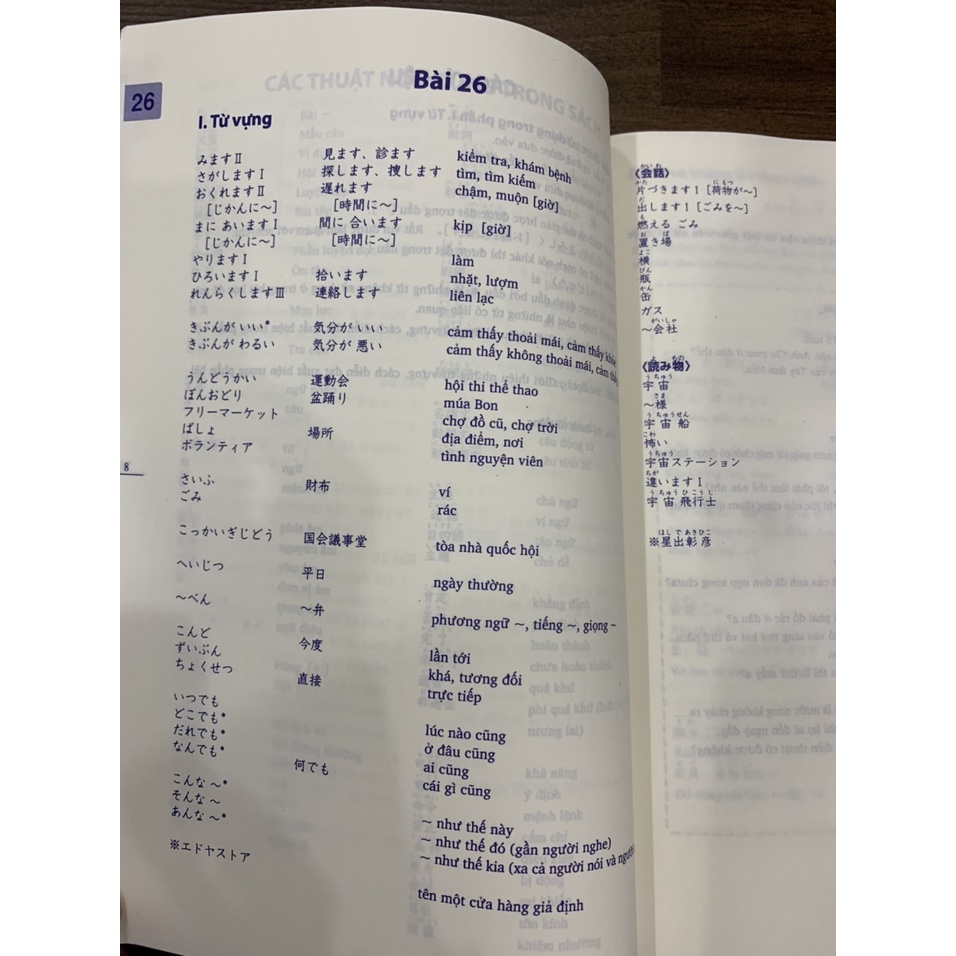 26
Bài 26
I. Từ vựng
みますⅡ 見ます、診ます kiểm tra, khám bệnh
さがしますⅠ 探します、捜します tìm, tìm kiếm
おくれますⅡ 遅れます chậm, muộn [giờ]
[じかんに~] [時間に~]
まに あいますⅠ 間に 合います kịp [giờ]
[じかんに~] [時間に~]
やりますⅠ làm
ひろいますⅠ 拾います nhặt, lượm
れんらくしますⅢ 連絡します liên lạc
きぶんが いい* 気分が いい cảm thấy thoải mái, cảm thấy
きぶんが わるい 気分が 悪い cảm thấy không thoải mái, cảm
うんどうかい 運動会 hội thi thể thao
ぼんおどり 盆踊り múa Bon
フリーマーケット chợ đồ cũ, chợ trời
ばしょ 場所 địa điểm, nơi
ボランティア tình nguyện viên
さいふ 財布 ví
ごみ rác
こっかいぎじどう 国会議事堂 tòa nhà quốc hội
へいじつ 平日 ngày thường
~べん ~弁 phương ngữ ~, tiếng ~, giọng ~
こんど 今度 lần tới
ずいぶん khá, tương đối
ちょくせつ 直接 trực tiếp
いつでも lúc nào cũng
どこでも* ở đâu cũng
だれでも* ai cũng
なんでも* 何でも cái gì cũng
こんな ~* ~ như thế này
そんな ~ ~ như thế đó (gần người nghe)
あんな ~* ~ như thế kia (xa cả người nói và
※エドヤストア tên một cửa hàng giả định
8
〈会話〉
片づきますⅠ[荷物が~]
出しますⅠ[ごみを~]
燃える ごみ
置き場
横
瓶
缶
ガス
~会社
〈読み物〉
宇宙
~様
宇宙船
怖い
宇宙ステーション
違いますⅠ
宇宙飛行士
※星出彰彦